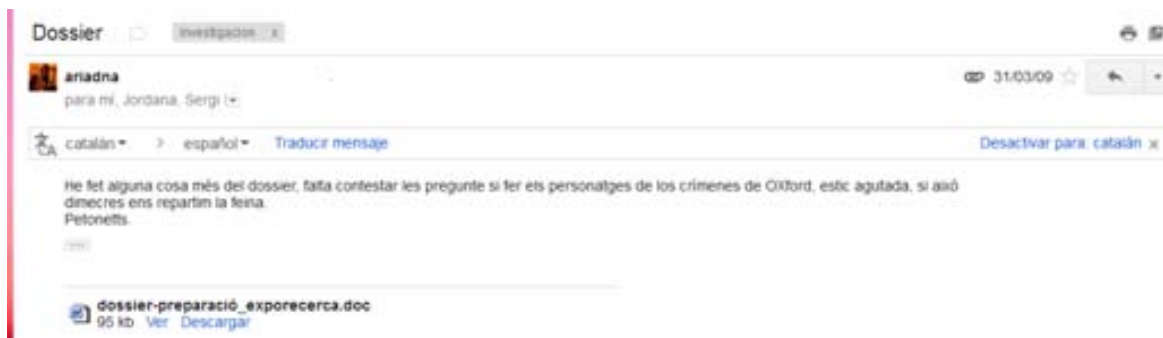 Dossier Investigacion x
ariadna 31/03/09
para mí, Jordana, Sergi
catalán > español Traducir mensaje Desactivar para: catalán x
He fet alguna cosa més del dossier, falta contestar les pregunte si fer els personatges de los crímenes de OXford, estic agutada, si aixó
dimecres ens repartim la feina.
Petonetts.
dossier-preparació_exporecerca.doc
95 kb Ver Descargar